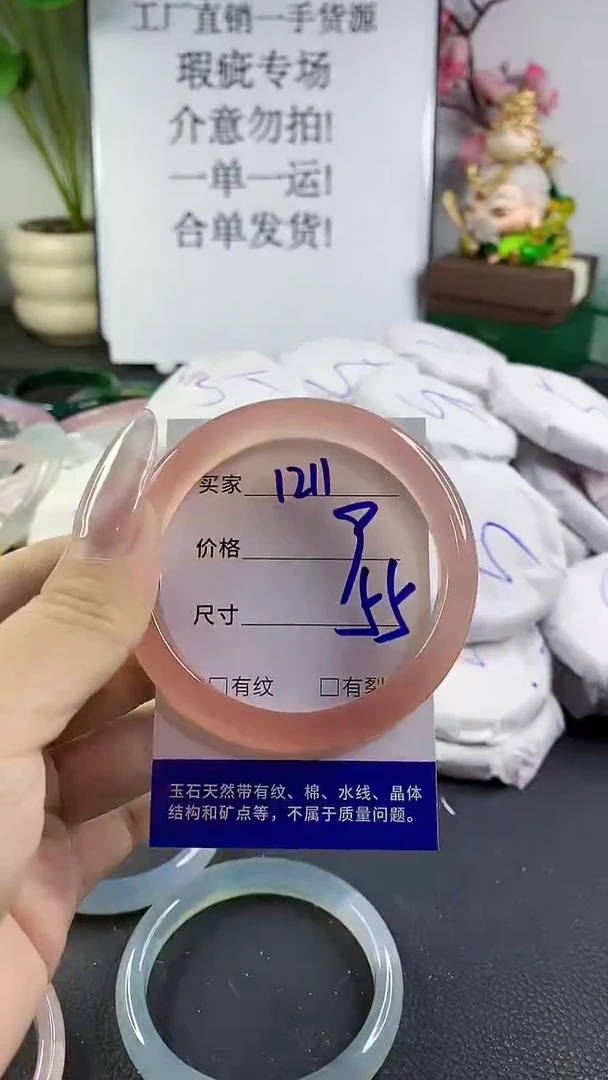 工厂直销一手货源
瑕疵专场
介意勿拍!
一单一运!
合单发货!
买家 1211
价格
尺寸 55
□有纹 □有裂
玉石天然带有纹、棉、水线、晶体
结构和矿点等，不属于质量问题。